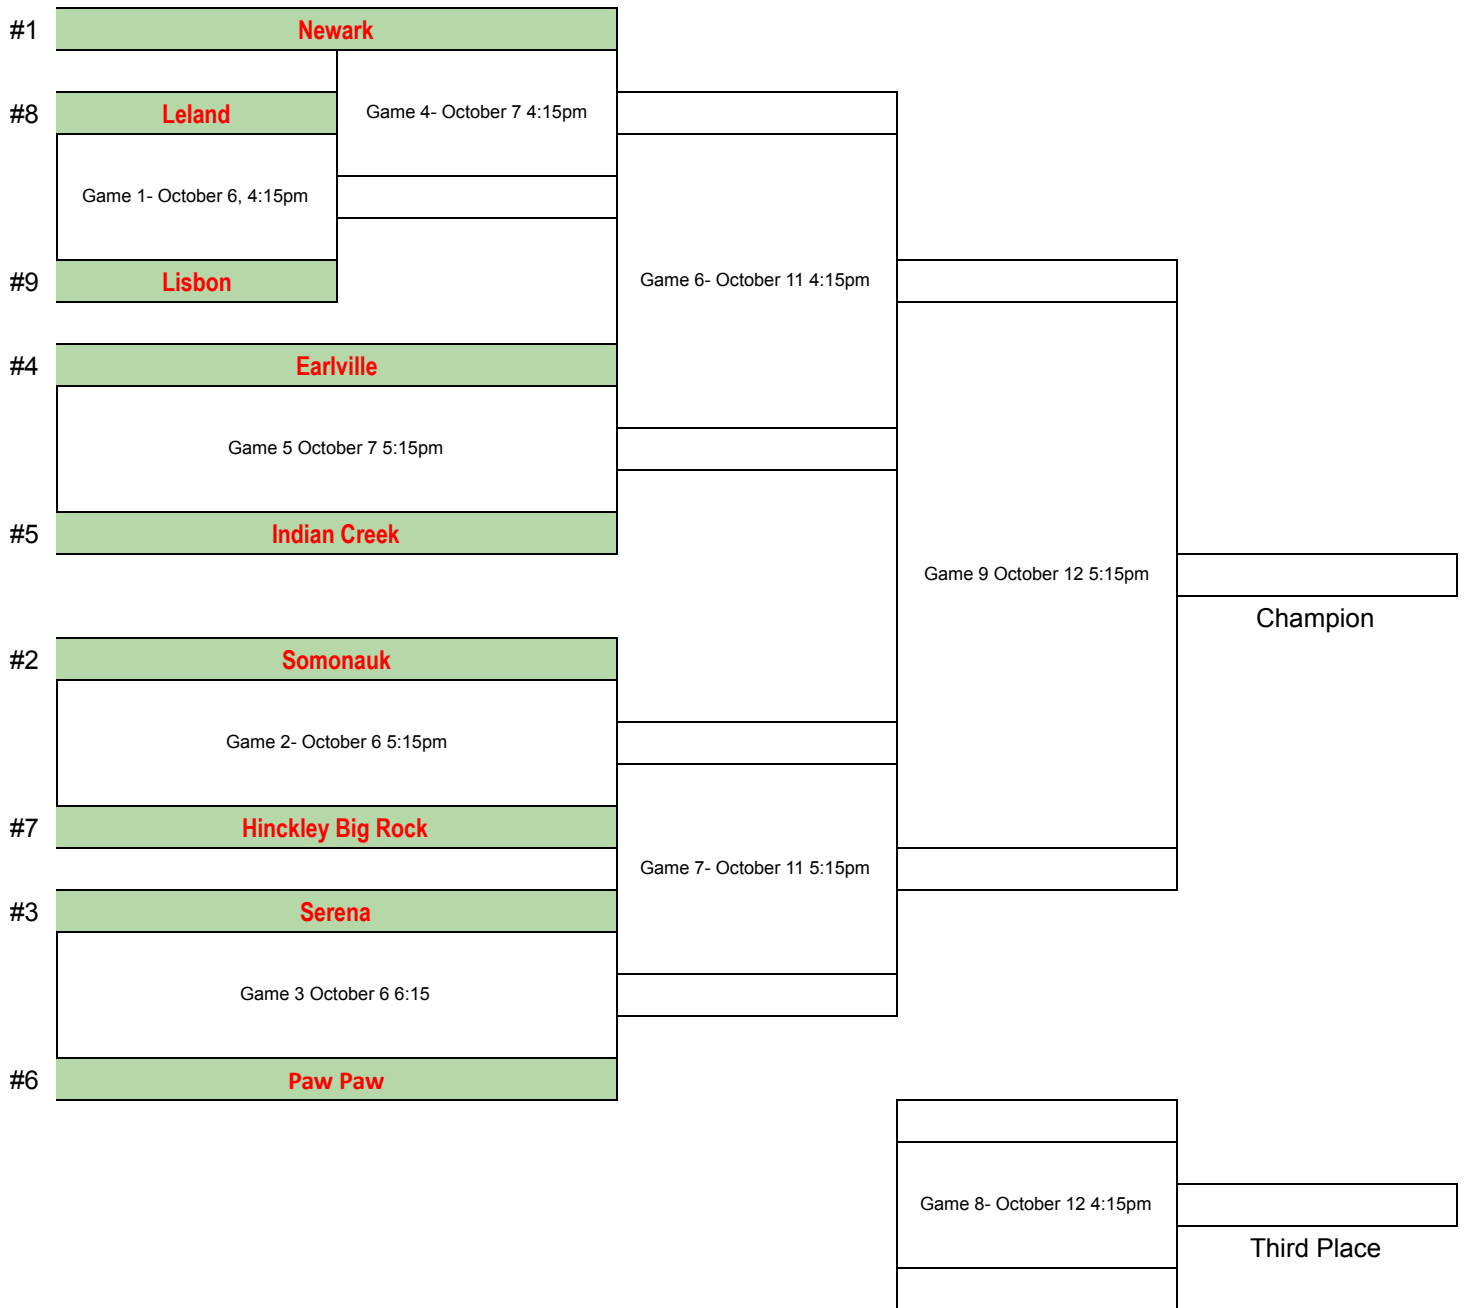 #1 Newark
#8 Leland
Game 4- October 7 4:15pm
Game 1- October 6, 4:15pm
#9 Lisbon
Game 6- October 11 4:15pm
#4 Earlville
Game 5 October 7 5:15pm
#5 Indian Creek
Game 9 October 12 5:15pm
Champion
#2 Somonauk
Game 2- October 6 5:15pm
#7 Hinckley Big Rock
Game 7- October 11 5:15pm
#3 Serena
Game 3 October 6 6:15
#6 Paw Paw
Game 8- October 12 4:15pm
Third Place